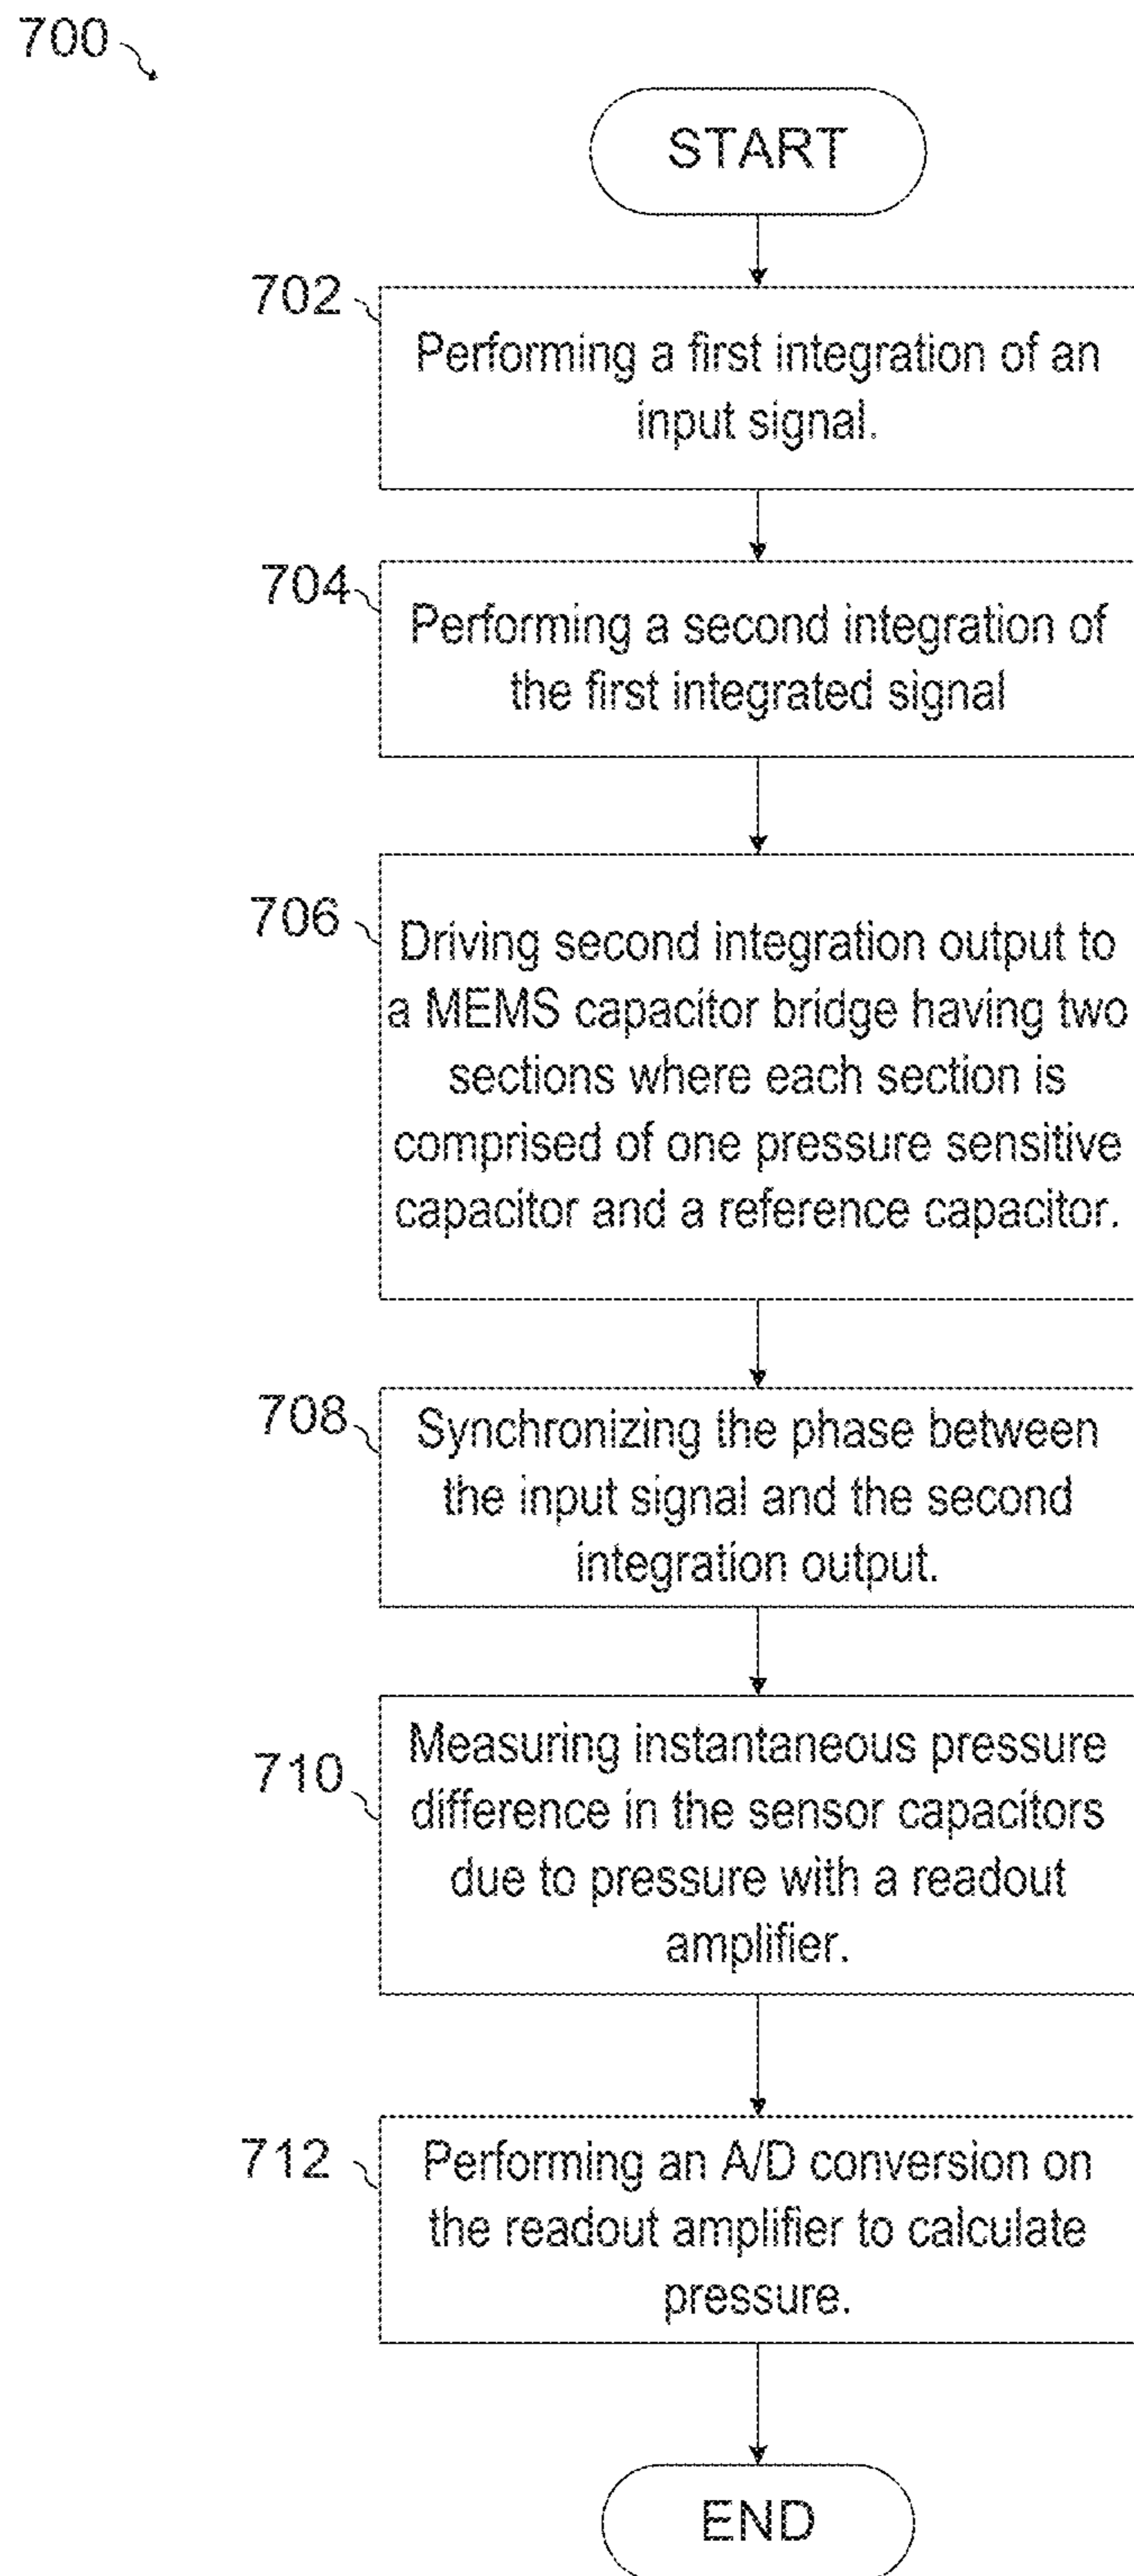 700
START
702
Performing a first integration of an
input signal.
704
Performing a second integration of
the first integrated signal
706
Driving second integration output to
a MEMS capacitor bridge having two
sections where each section is
comprised of one pressure sensitive
capacitor and a reference capacitor.
708
Synchronizing the phase between
the input signal and the second
integration output.
710
Measuring instantaneous pressure
difference in the sensor capacitors
due to pressure with a readout
amplifier.
712
Performing an A/D conversion on
the readout amplifier to calculate
pressure.
END